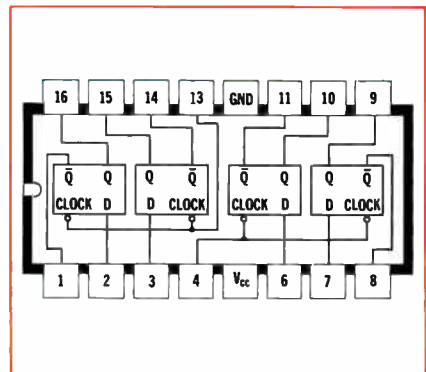 16 15 14 13 GND 11 10 9
Q̅ Q Q Q̅ Q̅ Q Q Q̅
CLOCK D D CLOCK CLOCK D D CLOCK
1 2 3 4 Vcc 6 7 8